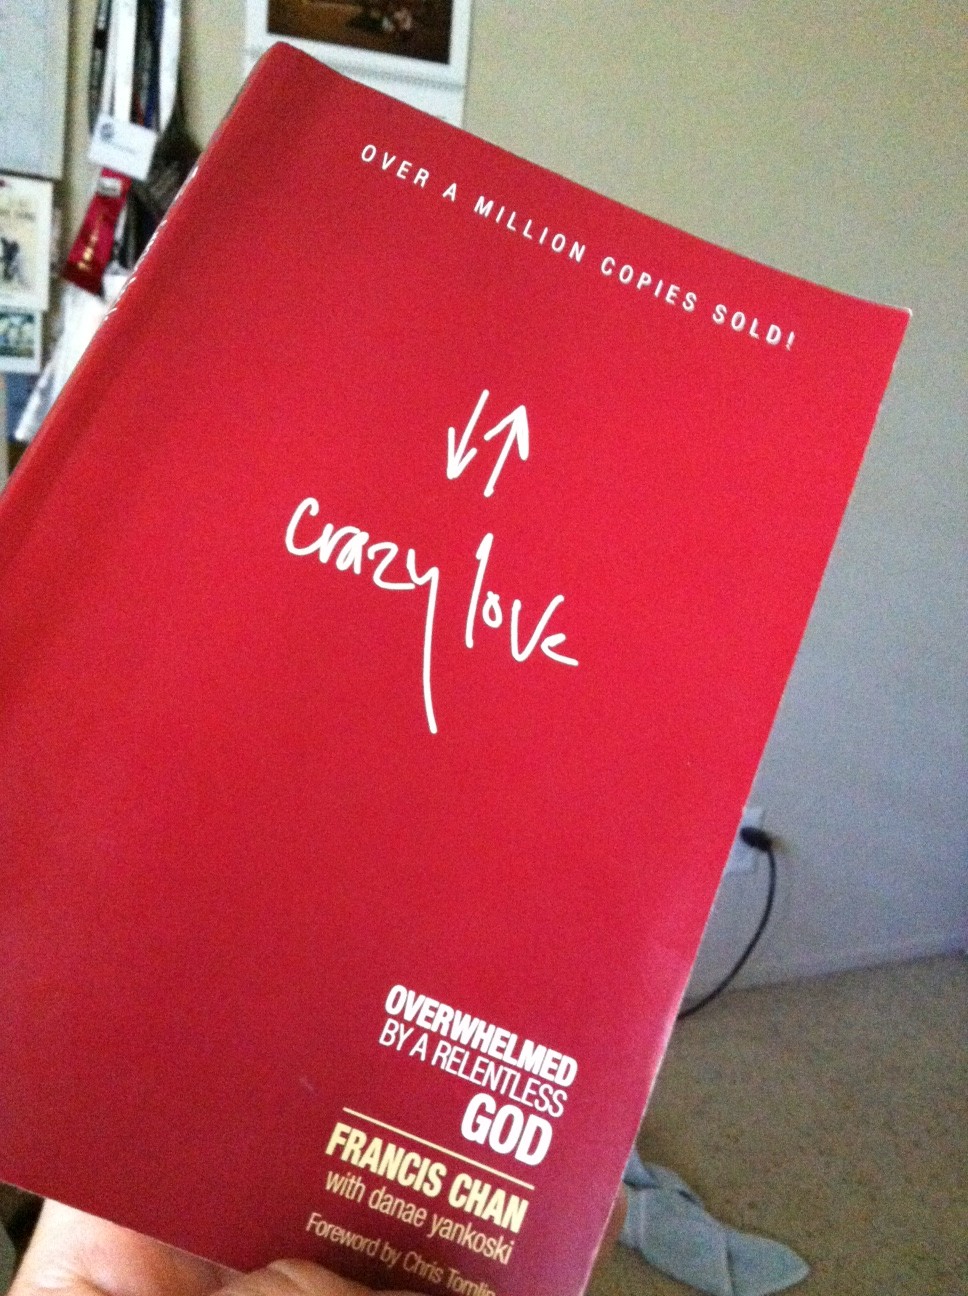 OVER A MILLION COPIES SOLD!
crazy love
OVERWHELMED
BY A RELENTLESS
GOD
FRANCIS CHAN
with danae yankoski
Foreword by Chris Tomlin